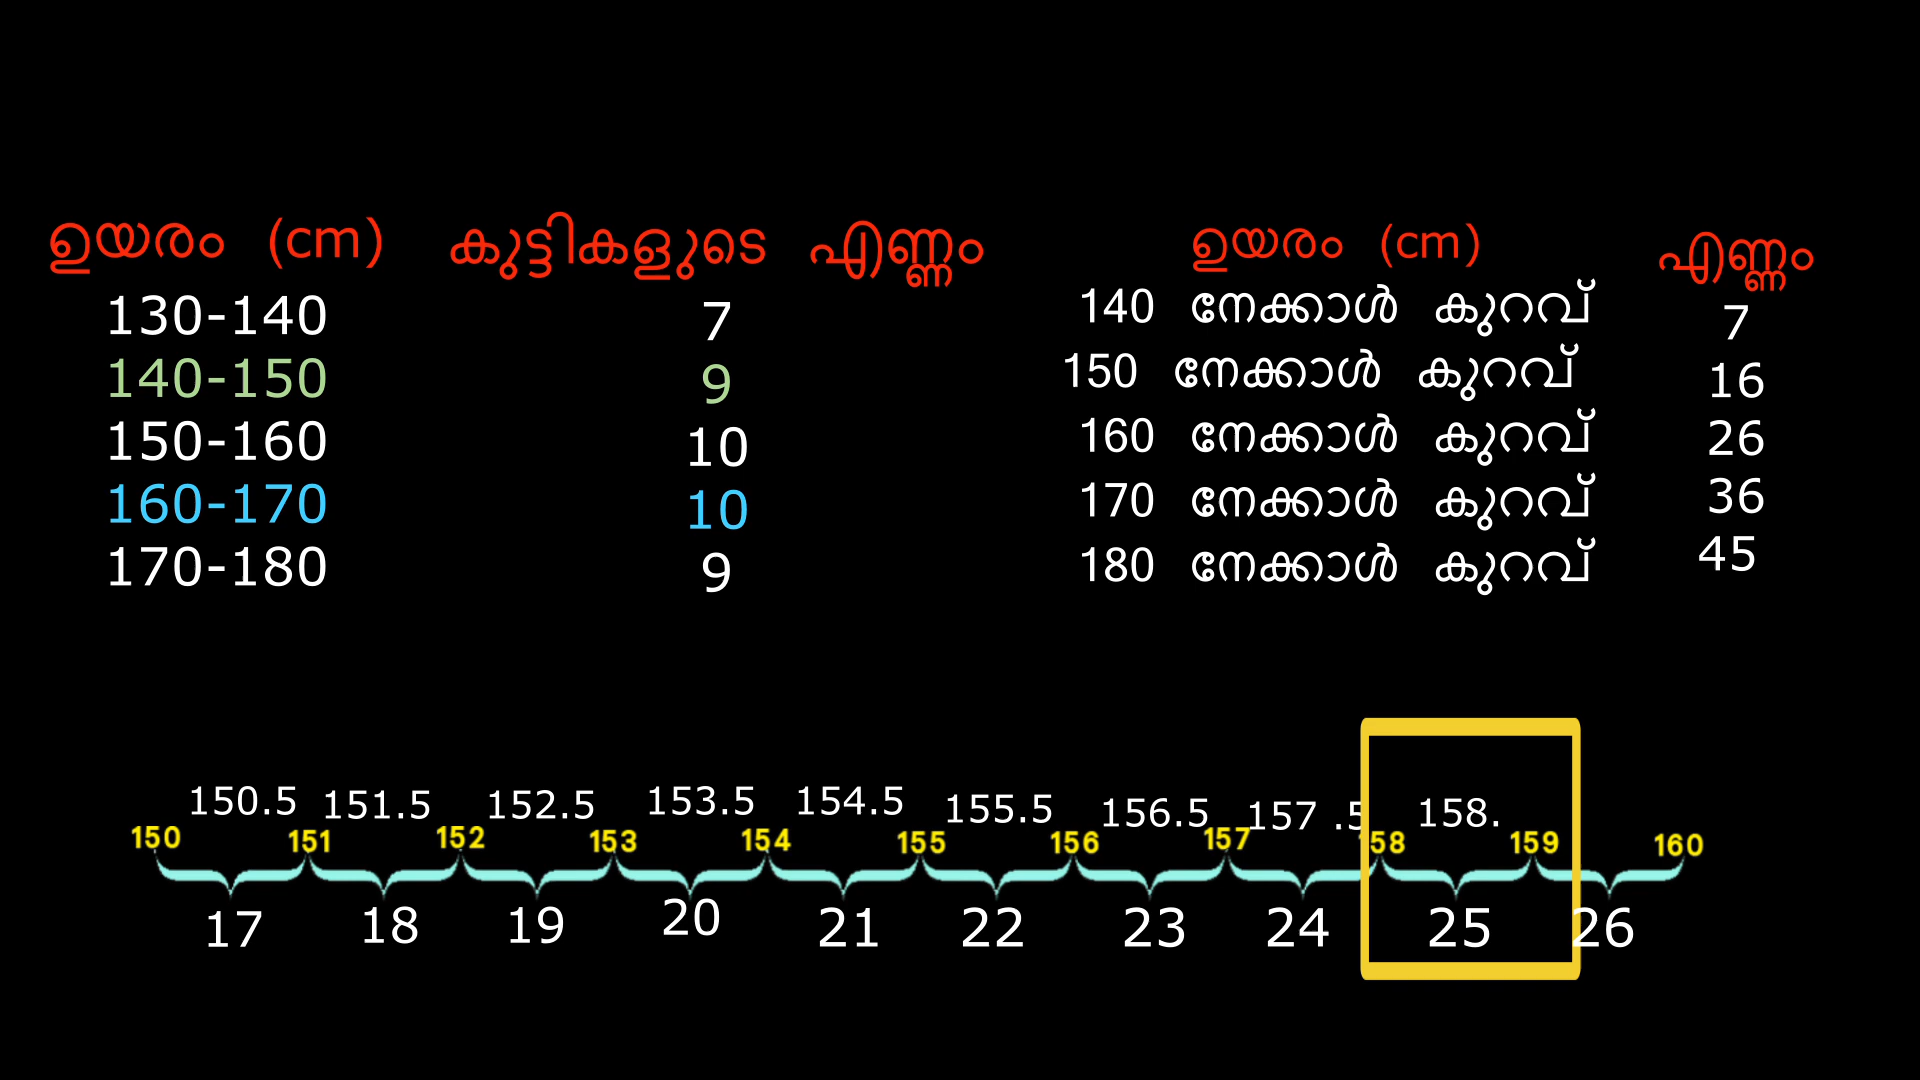 ഉയരം (cm) കുട്ടികളുടെ എണ്ണം
130-140 7
140-150 9
150-160 10
160-170 10
170-180 9
ഉയരം (cm) എണ്ണം
140 നേക്കാൾ കുറവ് 7
150 നേക്കാൾ കുറവ് 16
160 നേക്കാൾ കുറവ് 26
170 നേക്കാൾ കുറവ് 36
180 നേക്കാൾ കുറവ് 45
150.5 151.5 152.5 153.5 154.5 155.5 156.5 157 .5 158.
150 151 152 153 154 155 156 157 58 159 160
17 18 19 20 21 22 23 24 25 26